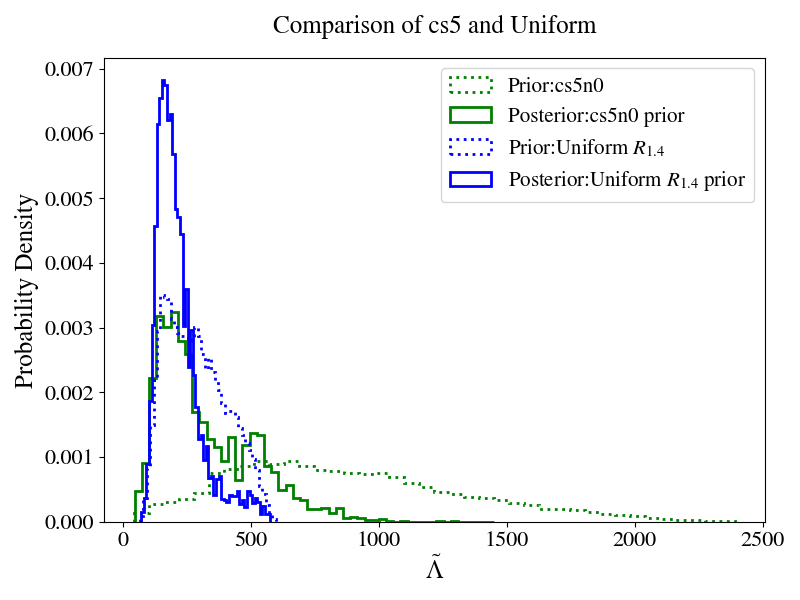 Comparison of cs5 and Uniform
Prior:cs5n0
Posterior:cs5n0 prior
Prior:Uniform R₁.₄
Posterior:Uniform R₁.₄ prior
Probability Density
0.007
0.006
0.005
0.004
0.003
0.002
0.001
0.000
0 500 1000 1500 2000 2500
Λ̃